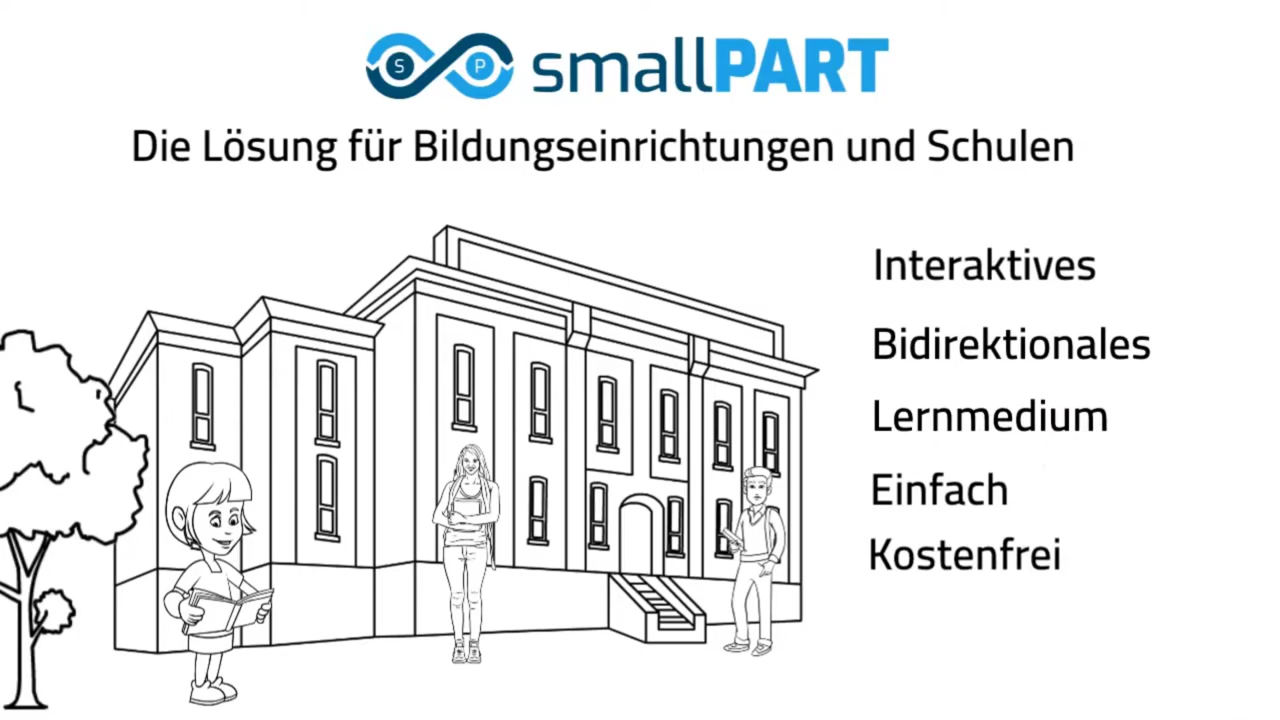 S P smallPART
Die Lösung für Bildungseinrichtungen und Schulen
Interaktives
Bidirektionales
Lernmedium
Einfach
Kostenfrei